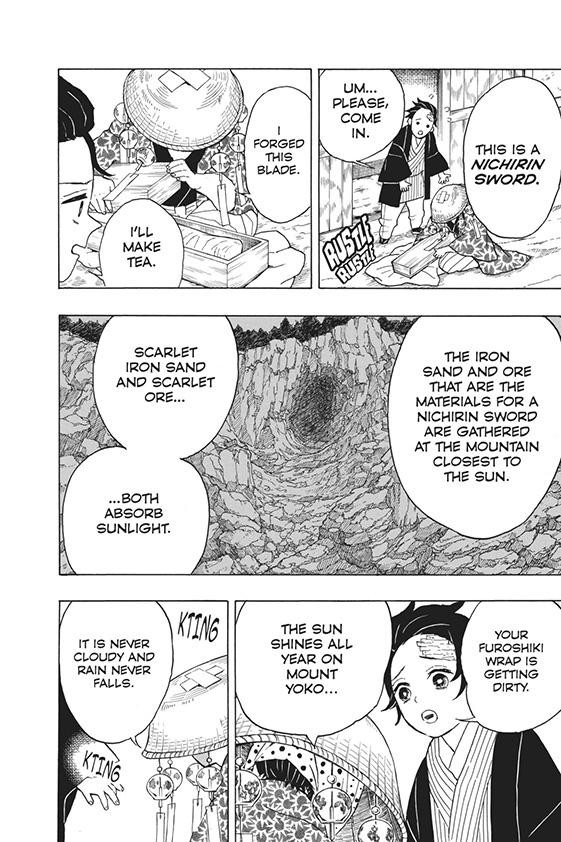 THIS IS A
NICHIRIN
SWORD.
UM...
PLEASE,
COME
IN.
RUSTLE
RUSTLE
I
FORGED
THIS
BLADE.
I'LL
MAKE
TEA.
THE IRON
SAND AND ORE
THAT ARE THE
MATERIALS FOR A
NICHIRIN SWORD
ARE GATHERED
AT THE MOUNTAIN
CLOSEST TO
THE SUN.
SCARLET
IRON SAND
AND SCARLET
ORE...
...BOTH
ABSORB
SUNLIGHT.
YOUR
FUROSHIKI
WRAP IS
GETTING
DIRTY.
THE SUN
SHINES ALL
YEAR ON
MOUNT
YOKO...
KTING
IT IS NEVER
CLOUDY AND
RAIN NEVER
FALLS.
KTING